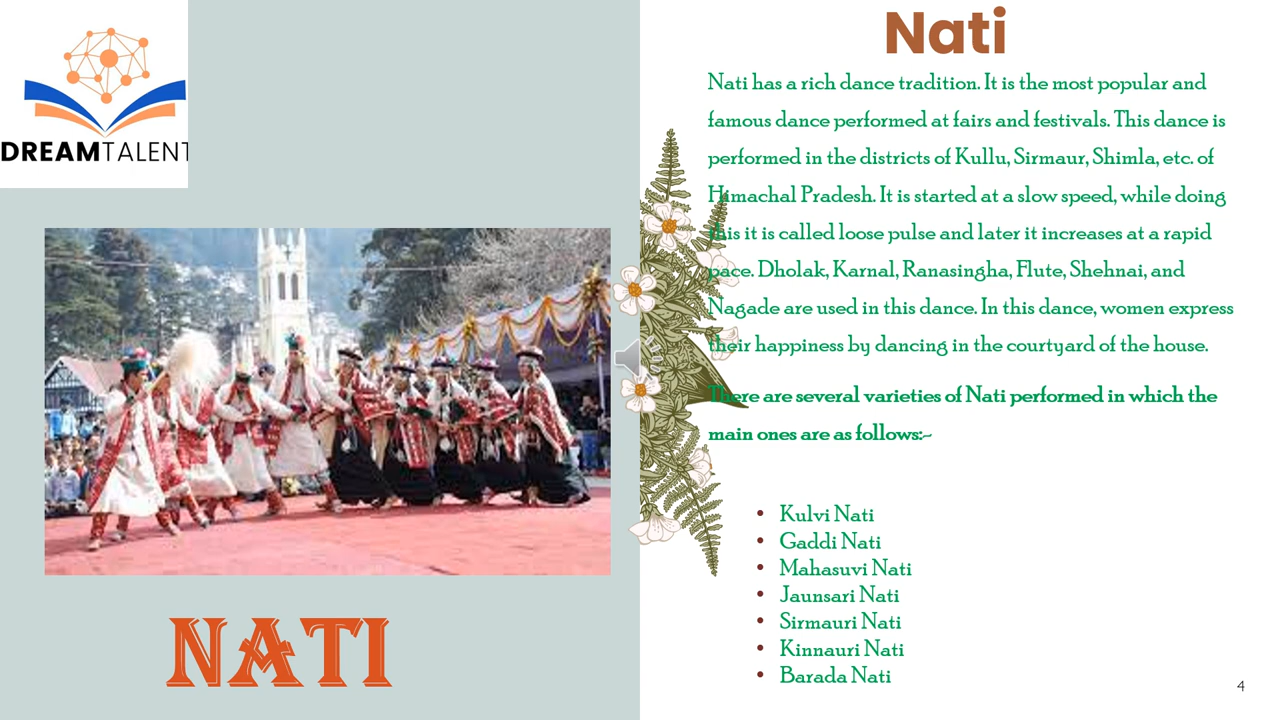 DREAMTALENT
NATI
Nati
Nati has a rich dance tradition. It is the most popular and
famous dance performed at fairs and festivals. This dance is
performed in the districts of Kullu, Sirmaur, Shimla, etc. of
Himachal Pradesh. It is started at a slow speed, while doing
this it is called loose pulse and later it increases at a rapid
pace. Dholak, Karnal, Ranasingha, Flute, Shehnai, and
Nagade are used in this dance. In this dance, women express
their happiness by dancing in the courtyard of the house.
There are several varieties of Nati performed in which the
main ones are as follows:-
• Kulvi Nati
• Gaddi Nati
• Mahasuvi Nati
• Jaunsari Nati
• Sirmauri Nati
• Kinnauri Nati
• Barada Nati
4